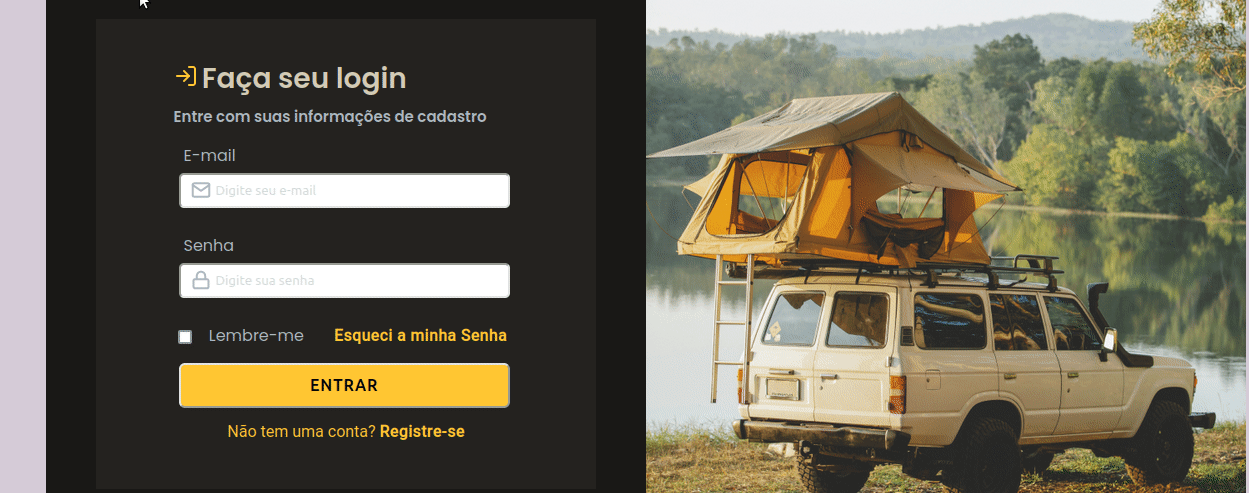 Faça seu login
Entre com suas informações de cadastro
E-mail
Digite seu e-mail
Senha
Digite sua senha
Lembre-me Esqueci a minha Senha
ENTRAR
Não tem uma conta? Registre-se